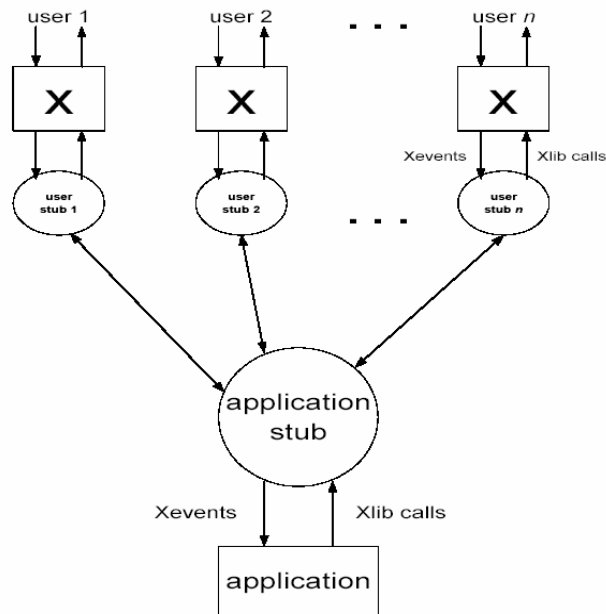 user 1
user 2
. . .
user n
X
X
X
Xevents
Xlib calls
user
stub 1
user
stub 2
. . .
user
stub n
application
stub
Xevents
Xlib calls
application